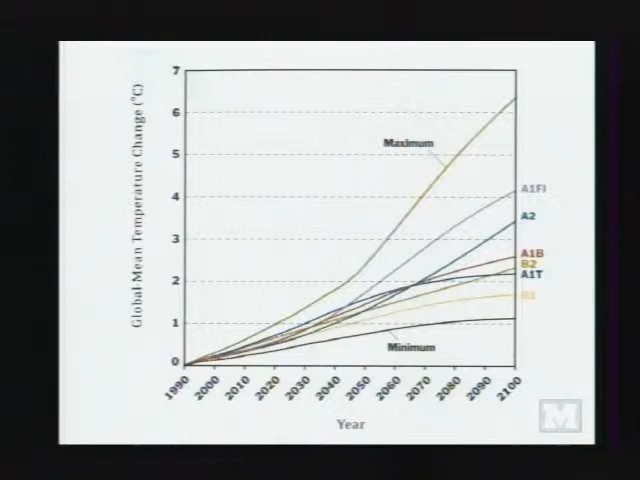 7
6
5
4
3
2
1
0
Global-Mean Temperature Change (°C)
Maximum
A1FI
A2
A1B
B2
A1T
B1
Minimum
1990
2000
2010
2020
2030
2040
2050
2060
2070
2080
2090
2100
Year
M